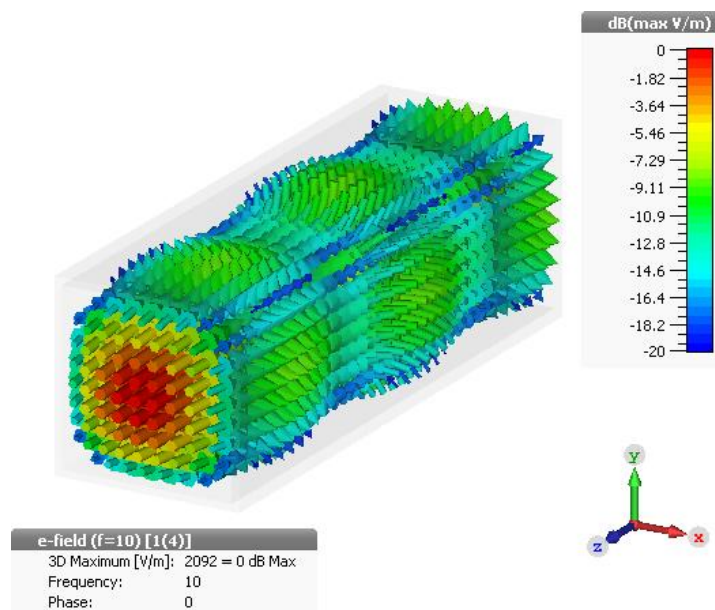 dB(max V/m)
0
-1.82
-3.64
-5.46
-7.29
-9.11
-10.9
-12.8
-14.6
-16.4
-18.2
-20
y
z
x
e-field (f=10) [1(4)]
3D Maximum [V/m]: 2092 = 0 dB Max
Frequency: 10
Phase: 0